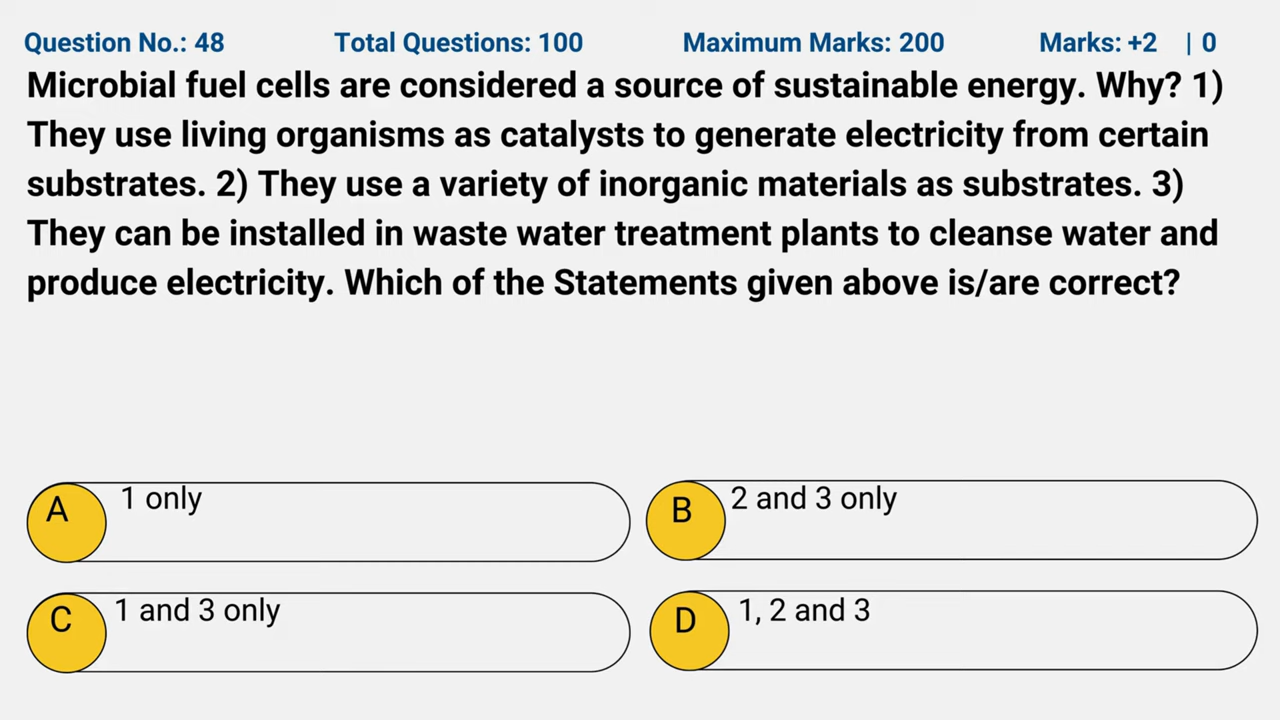 Question No.: 48 Total Questions: 100 Maximum Marks: 200 Marks: +2 | 0
Microbial fuel cells are considered a source of sustainable energy. Why? 1)
They use living organisms as catalysts to generate electricity from certain
substrates. 2) They use a variety of inorganic materials as substrates. 3)
They can be installed in waste water treatment plants to cleanse water and
produce electricity. Which of the Statements given above is/are correct?
A 1 only
B 2 and 3 only
C 1 and 3 only
D 1, 2 and 3